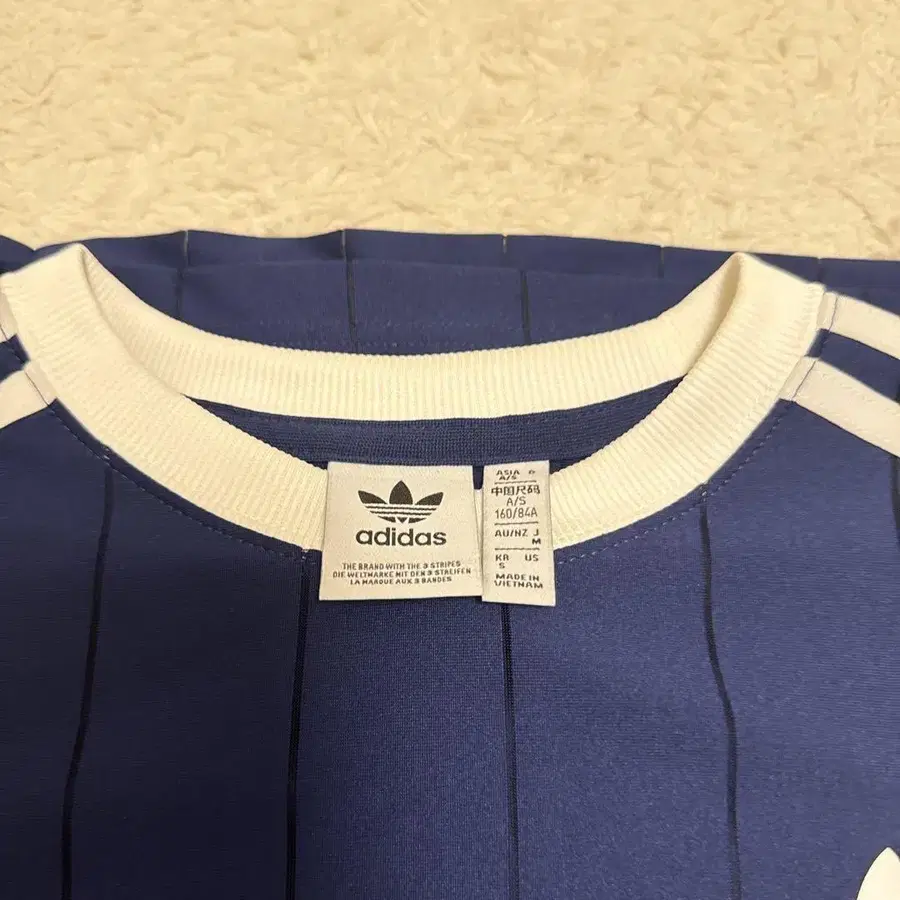 adidas
THE BRAND WITH THE 3 STRIPES
DIE WELTMARKE MIT DEN 3 STREIFEN
LA MARQUE AUX 3 BANDES
ASIA
A/S
中国尺码
A/S
160/84A
AU/NZ J
M
KR US
S
MADE IN
VIETNAM